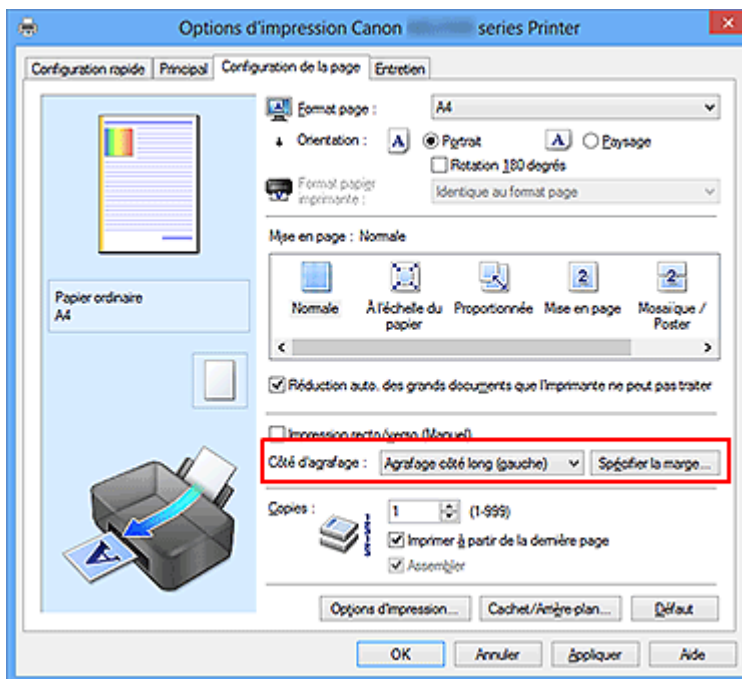 Options d'impression Canon series Printer
Configuration rapide Principal Configuration de la page Entretien
Format page : A4
Orientation : A Portrait A Paysage
Rotation 180 degrés
Format papier imprimante : Identique au format page
Mise en page : Normale
Normale À l'échelle du papier Proportionnée Mise en page Mosaïque / Poster
Papier ordinaire
A4
Réduction auto. des grands documents que l'imprimante ne peut pas traiter
Impression recto/verso (Manuel)
Côté d'agrafage : Agrafage côté long (gauche) Spécifier la marge...
Copies : 1 (1-999)
Imprimer à partir de la dernière page
Assembler
Options d'impression... Cachet/Arrière-plan... Défaut
OK Annuler Appliquer Aide